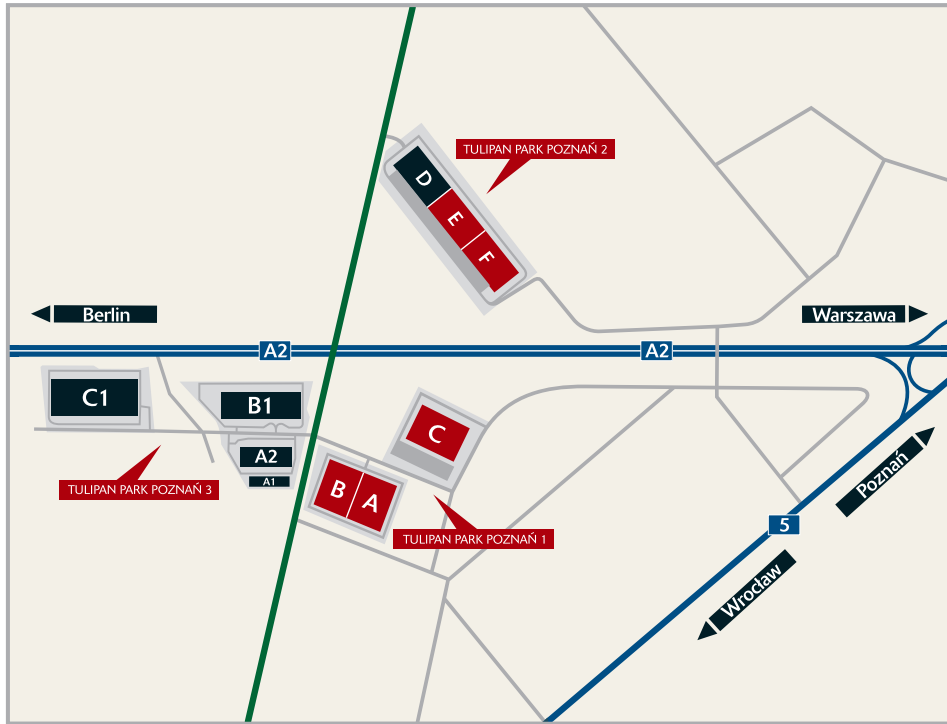 TULIPAN PARK POZNAŃ 2
D
E
F
Berlin
Warszawa
A2
A2
C1
B1
A2
A1
C
B
A
TULIPAN PARK POZNAŃ 3
TULIPAN PARK POZNAŃ 1
Poznań
5
Wrocław